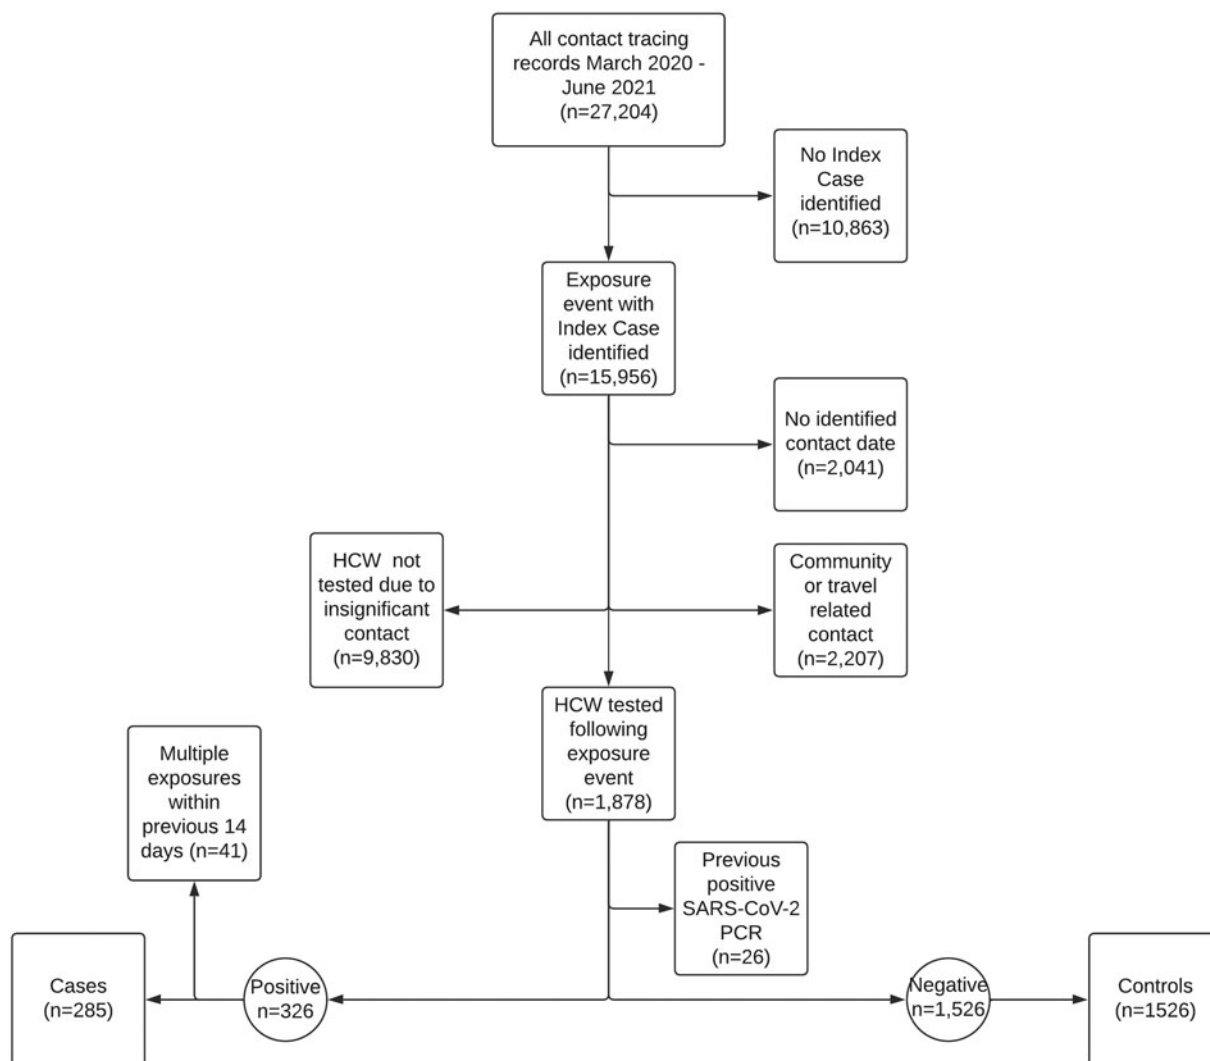 All contact tracing
records March 2020 -
June 2021
(n=27,204)
No Index
Case
identified
(n=10,863)
Exposure
event with
Index Case
identified
(n=15,956)
No identified
contact date
(n=2,041)
HCW not
tested due to
insignificant
contact
(n=9,830)
Community
or travel
related
contact
(n=2,207)
HCW tested
following
exposure
event
(n=1,878)
Multiple
exposures
within
previous 14
days (n=41)
Previous
positive
SARS-CoV-2
PCR
(n=26)
Cases
(n=285)
Positive
n=326
Negative
n=1,526
Controls
(n=1526)